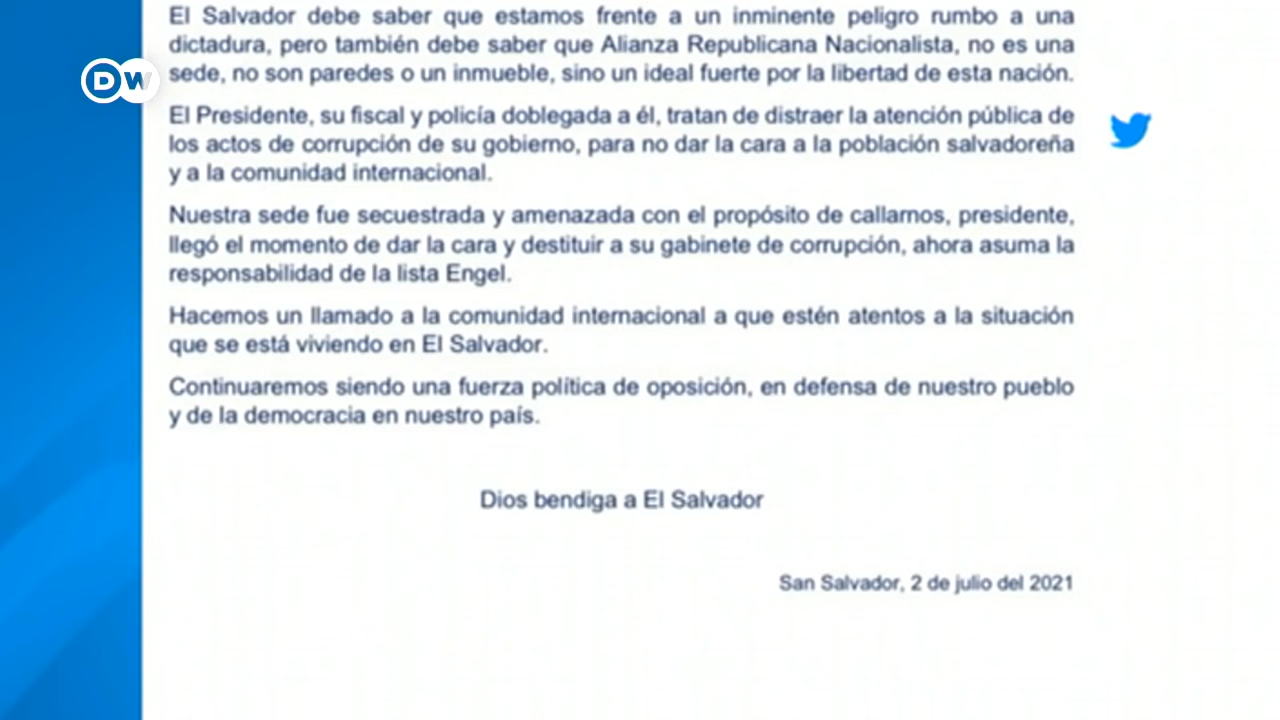 El Salvador debe saber que estamos frente a un inminente peligro rumbo a una
dictadura, pero también debe saber que Alianza Republicana Nacionalista, no es una
sede, no son paredes o un inmueble, sino un ideal fuerte por la libertad de esta nación.
El Presidente, su fiscal y policía doblegada a él, tratan de distraer la atención pública de
los actos de corrupción de su gobierno, para no dar la cara a la población salvadoreña
y a la comunidad internacional.
Nuestra sede fue secuestrada y amenazada con el propósito de callarnos, presidente,
llegó el momento de dar la cara y destituir a su gabinete de corrupción, ahora asuma la
responsabilidad de la lista Engel.
Hacemos un llamado a la comunidad internacional a que estén atentos a la situación
que se está viviendo en El Salvador.
Continuaremos siendo una fuerza política de oposición, en defensa de nuestro pueblo
y de la democracia en nuestro país.
Dios bendiga a El Salvador
San Salvador, 2 de julio del 2021
DW